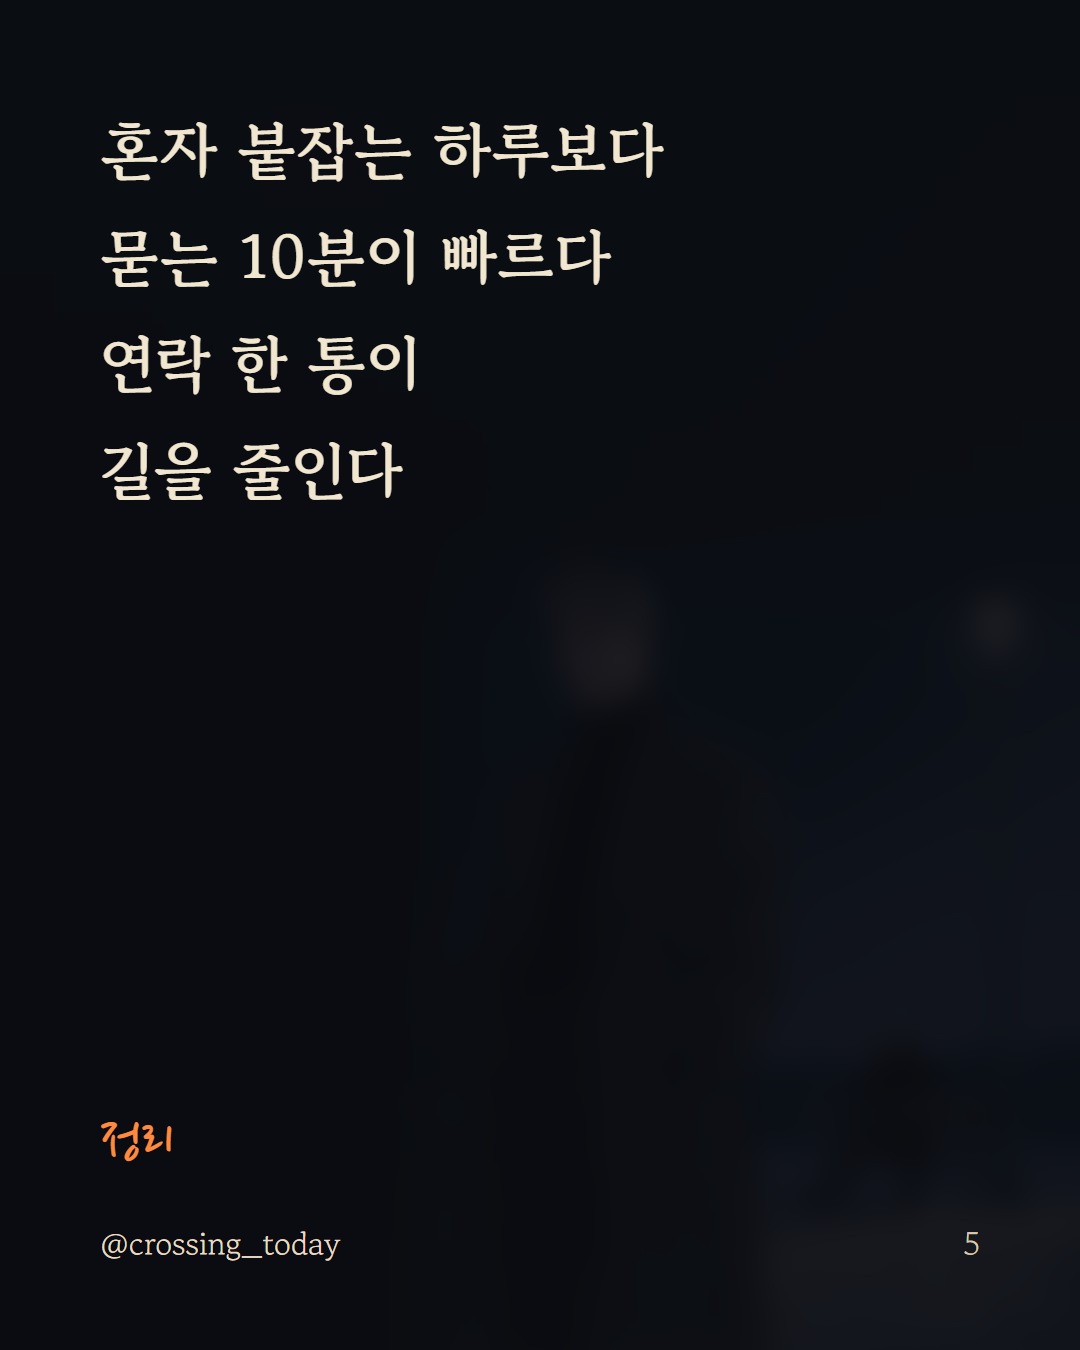 혼자 붙잡는 하루보다
묻는 10분이 빠르다
연락 한 통이
길을 줄인다
정리
@crossing_today
5